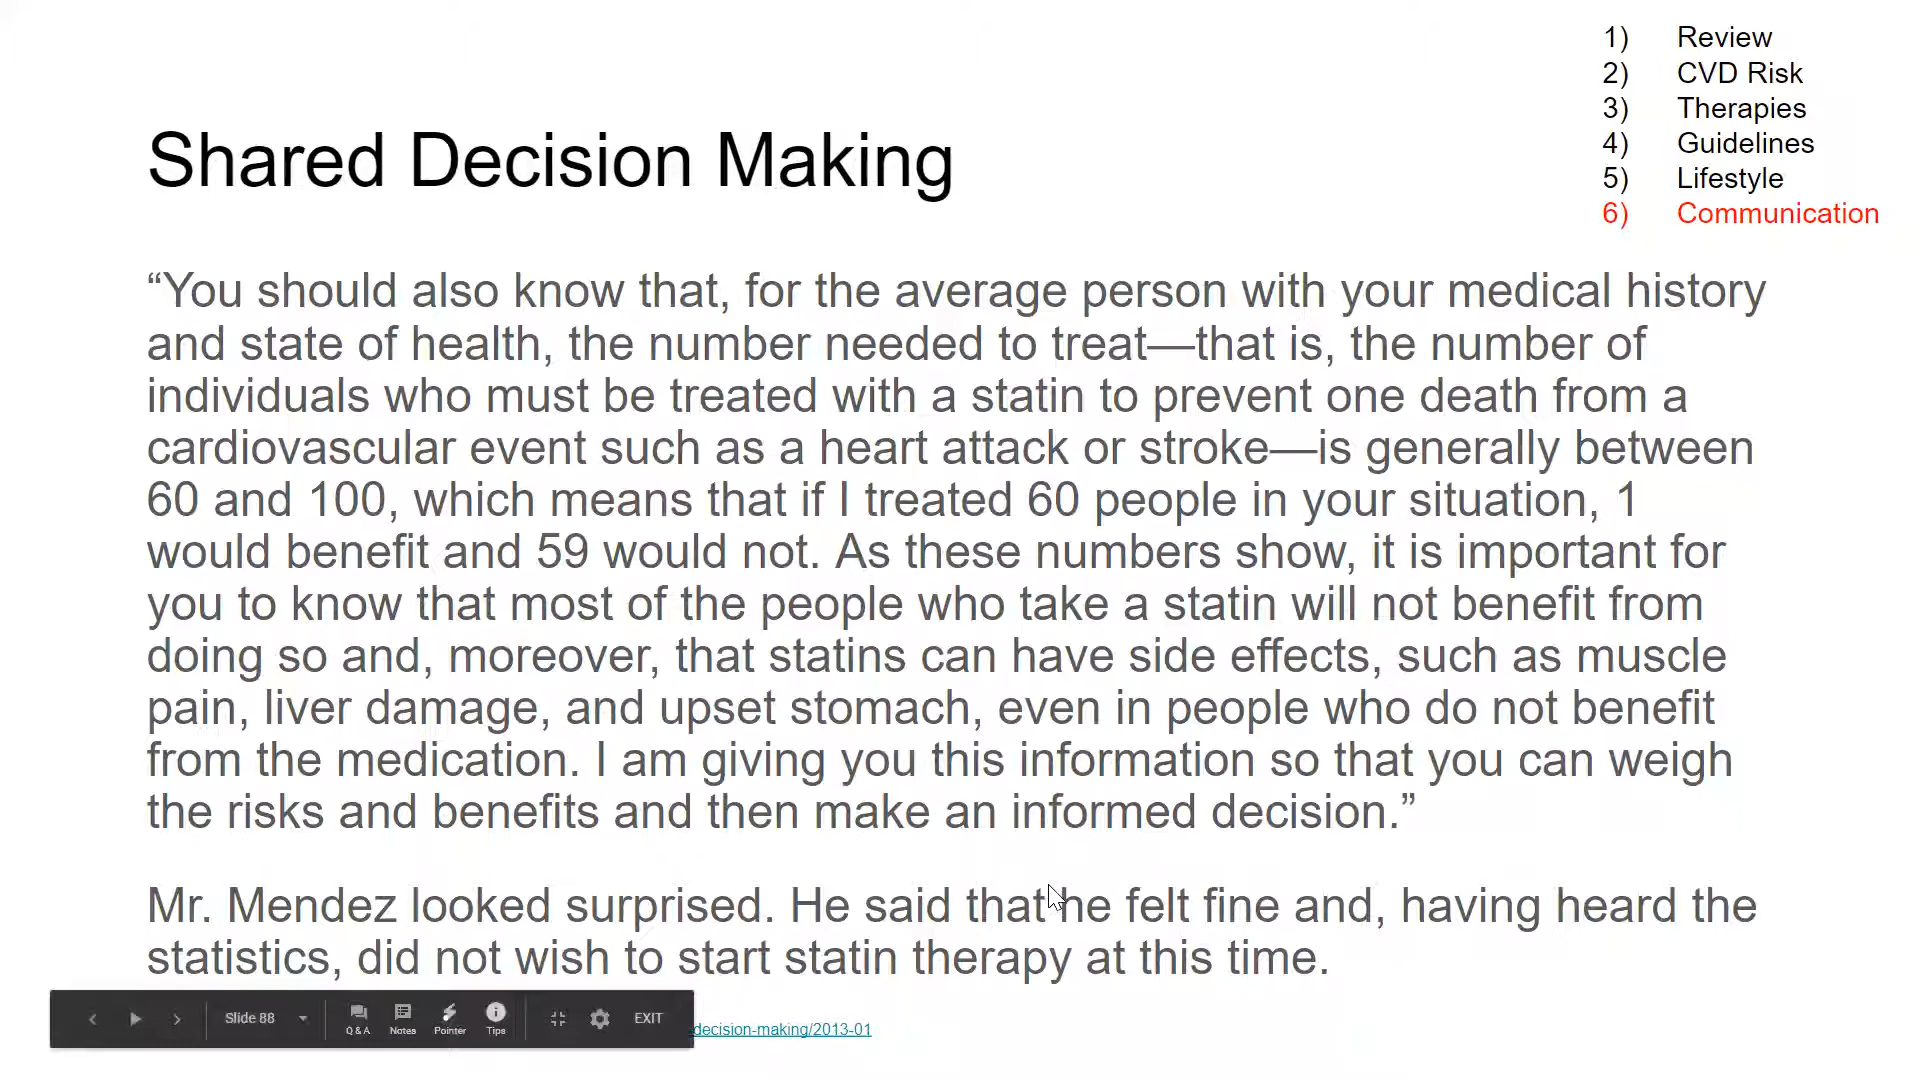 1) Review
2) CVD Risk
3) Therapies
4) Guidelines
5) Lifestyle
6) Communication
Shared Decision Making
“You should also know that, for the average person with your medical history
and state of health, the number needed to treat—that is, the number of
individuals who must be treated with a statin to prevent one death from a
cardiovascular event such as a heart attack or stroke—is generally between
60 and 100, which means that if I treated 60 people in your situation, 1
would benefit and 59 would not. As these numbers show, it is important for
you to know that most of the people who take a statin will not benefit from
doing so and, moreover, that statins can have side effects, such as muscle
pain, liver damage, and upset stomach, even in people who do not benefit
from the medication. I am giving you this information so that you can weigh
the risks and benefits and then make an informed decision.”
Mr. Mendez looked surprised. He said that he felt fine and, having heard the
statistics, did not wish to start statin therapy at this time.
Slide 88
Q & A
Notes
Pointer
Tips
EXIT
decision-making/2013-01